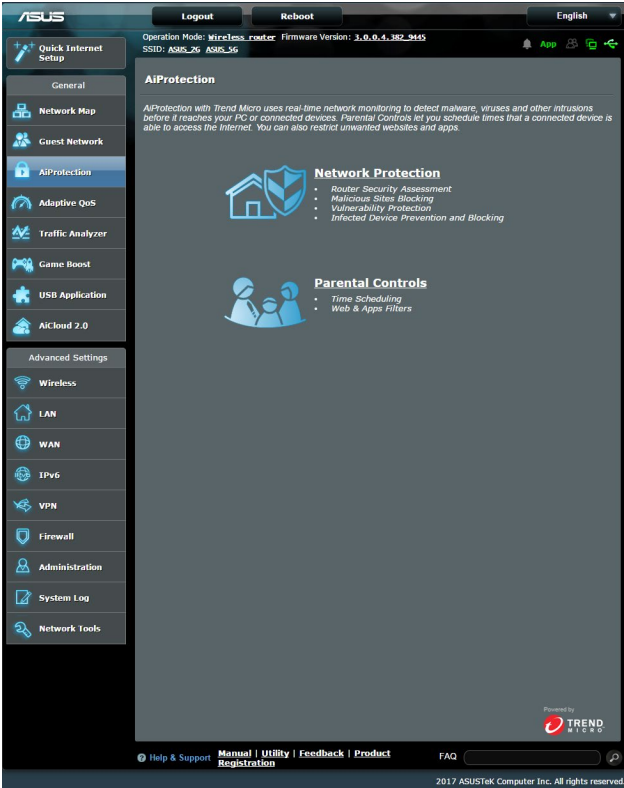 ASUS
Logout
Reboot
English
Quick Internet
Setup
Operation Mode: Wireless router Firmware Version: 3.0.0.4.382_9445
SSID: ASUS_2G ASUS_5G
App
General
Network Map
Guest Network
AiProtection
Adaptive QoS
Traffic Analyzer
Game Boost
USB Application
AiCloud 2.0
Advanced Settings
Wireless
LAN
WAN
IPv6
VPN
Firewall
Administration
System Log
Network Tools
AiProtection
AiProtection with Trend Micro uses real-time network monitoring to detect malware, viruses and other intrusions
before it reaches your PC or connected devices. Parental Controls let you schedule times that a connected device is
able to access the Internet. You can also restrict unwanted websites and apps.
Network Protection
• Router Security Assessment
• Malicious Sites Blocking
• Vulnerability Protection
• Infected Device Prevention and Blocking
Parental Controls
• Time Scheduling
• Web & Apps Filters
Powered by
TREND
MICRO
Help & Support
Manual | Utility | Feedback | Product
Registration
FAQ
2017 ASUSTeK Computer Inc. All rights reserved.